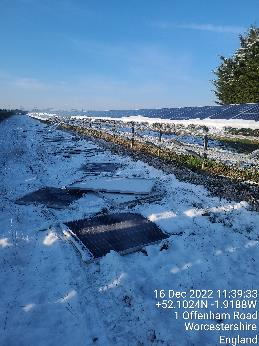 16 Dec 2022 11:39:33
+52.1024N -1.9188W
1 Offenham Road
Worcestershire
England